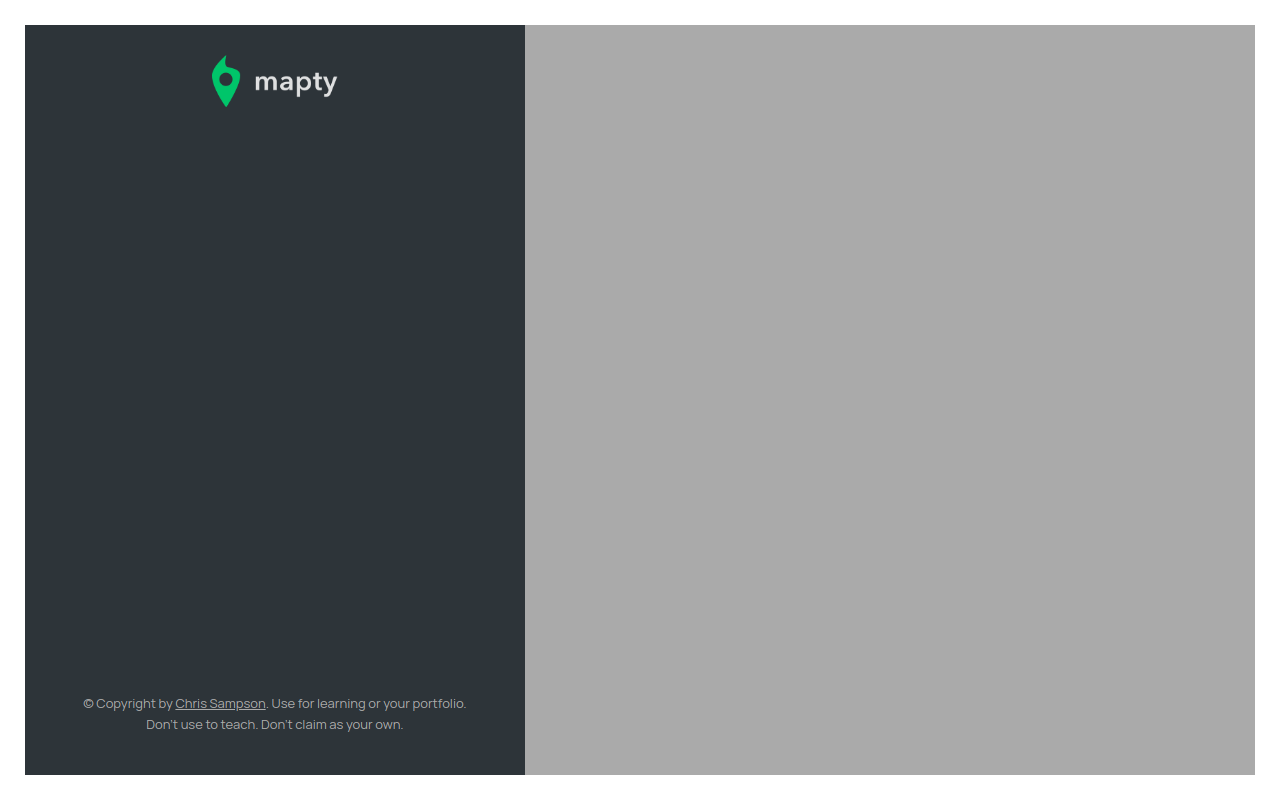 mapty
© Copyright by Chris Sampson. Use for learning or your portfolio.
Don't use to teach. Don't claim as your own.